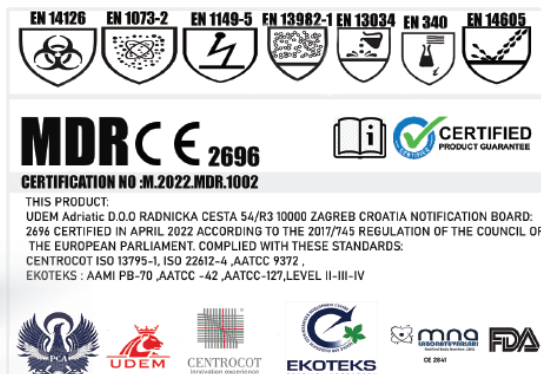 EN 14126 EN 1073-2 EN 1149-5 EN 13982-1 EN 13034 EN 340 EN 14605
MDR CE 2696
i
CERTIFIED
PRODUCT GUARANTEE
CERTIFICATION NO :M.2022.MDR.1002
THIS PRODUCT:
UDEM Adriatic D.O.O RADNICKA CESTA 54/R3 10000 ZAGREB CROATIA NOTIFICATION BOARD:
2696 CERTIFIED IN APRIL 2022 ACCORDING TO THE 2017/745 REGULATION OF THE COUNCIL OF
THE EUROPEAN PARLIAMENT. COMPLIED WITH THESE STANDARDS:
CENTROCOT ISO 13795-1, ISO 22612-4 ,AATCC 9372 ,
EKOTEKS : AAMI PB-70 ,AATCC -42 ,AATCC-127,LEVEL II-III-IV
PCA
UDEM
CENTROCOT
innovation experience
EKOTEKS
mna
LABORATUVARLARI
CE 2841
FDA